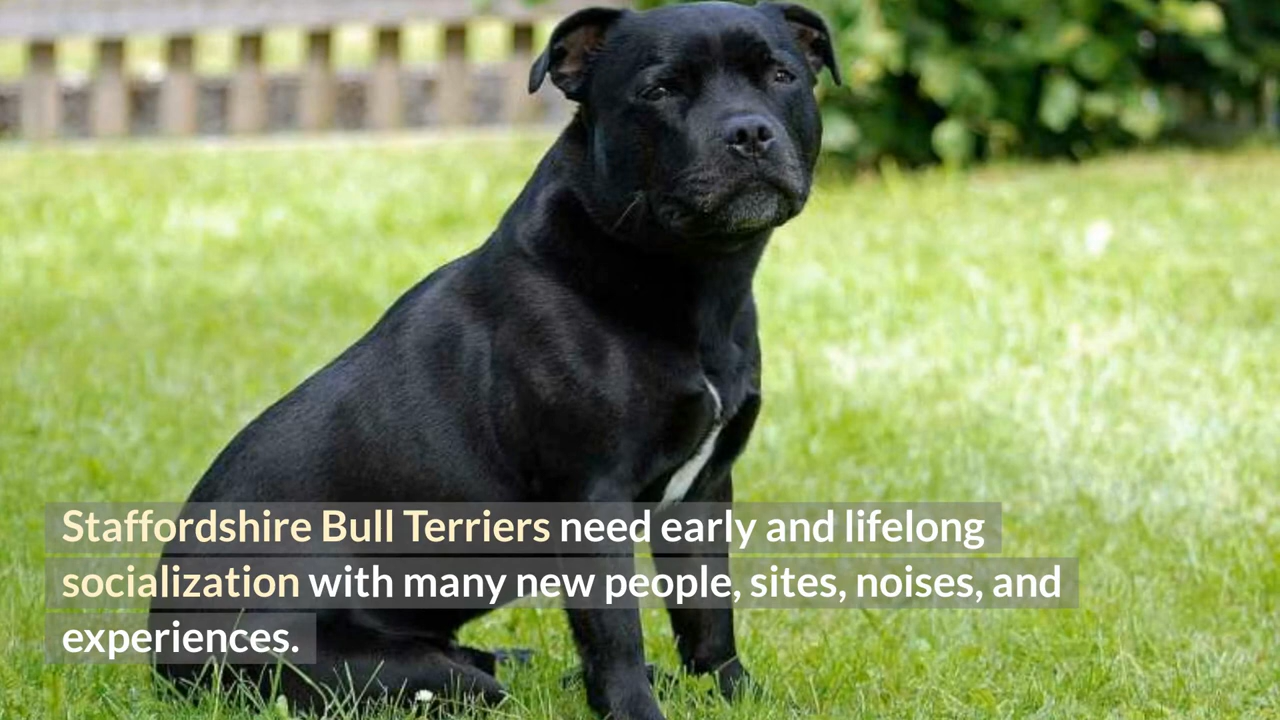 Staffordshire Bull Terriers need early and lifelong
socialization with many new people, sites, noises, and
experiences.